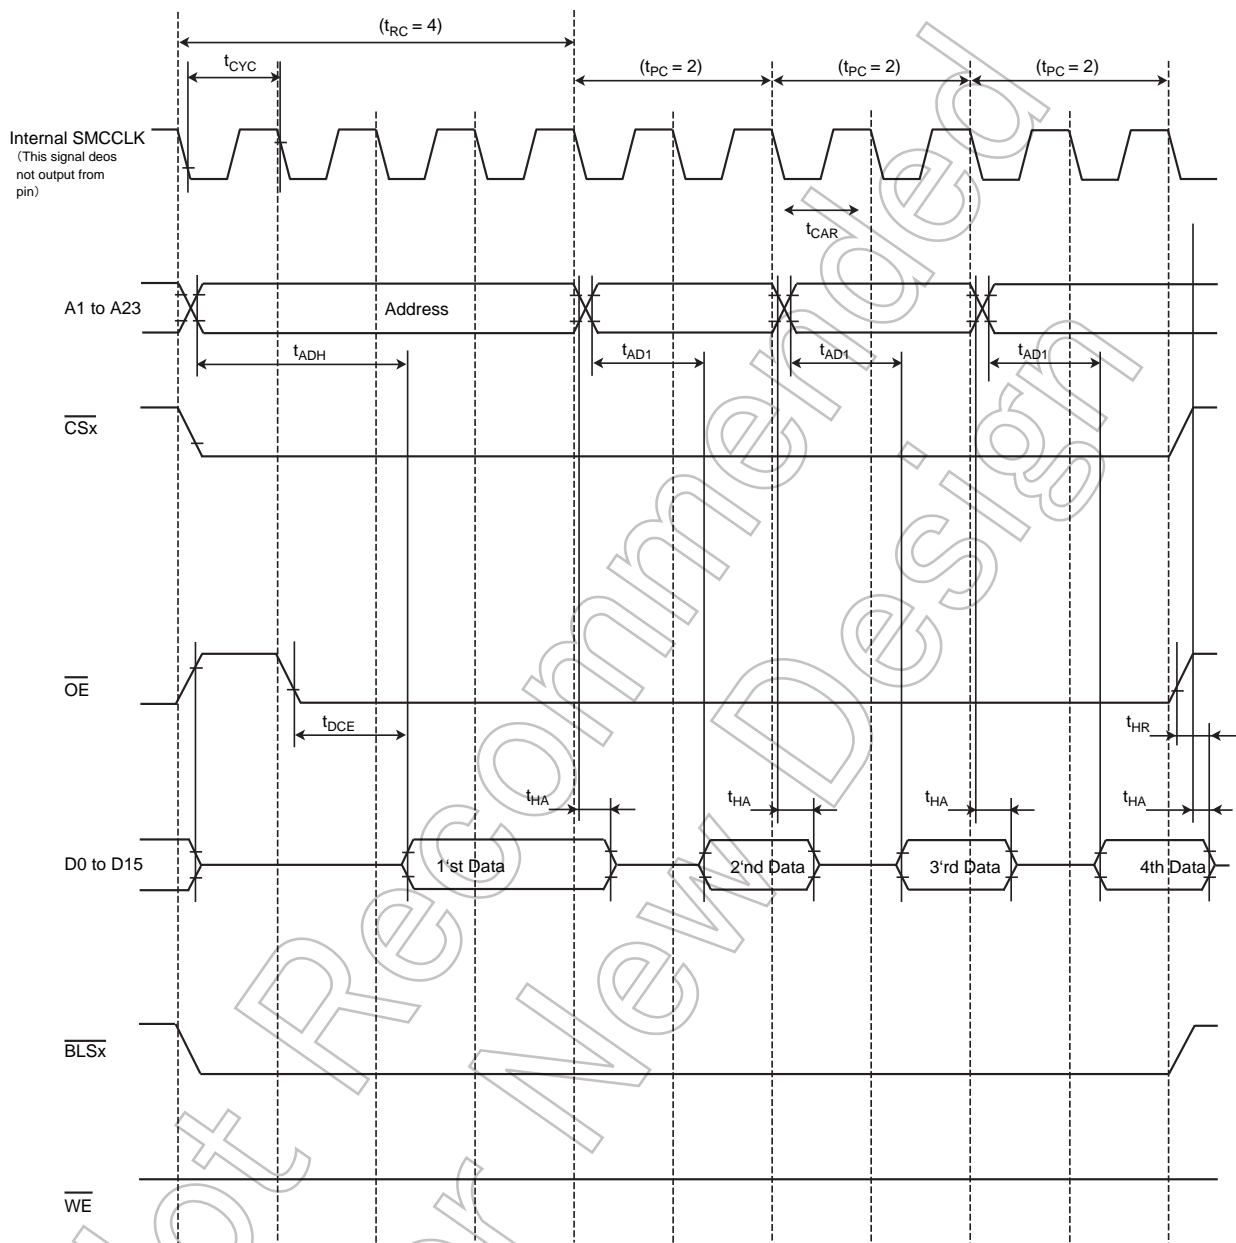 (tRC = 4)
tCYC
(tPC = 2)
(tPC = 2)
(tPC = 2)
Internal SMCCLK
(This signal deos
not output from
pin)
tCAR
A1 to A23
Address
tADH
tAD1
tAD1
tAD1
CSx
OE
tDCE
tHR
tHA
tHA
tHA
tHA
D0 to D15
1‘st Data
2‘nd Data
3‘rd Data
4th Data
BLSx
WE
Not Recommended
for New Design